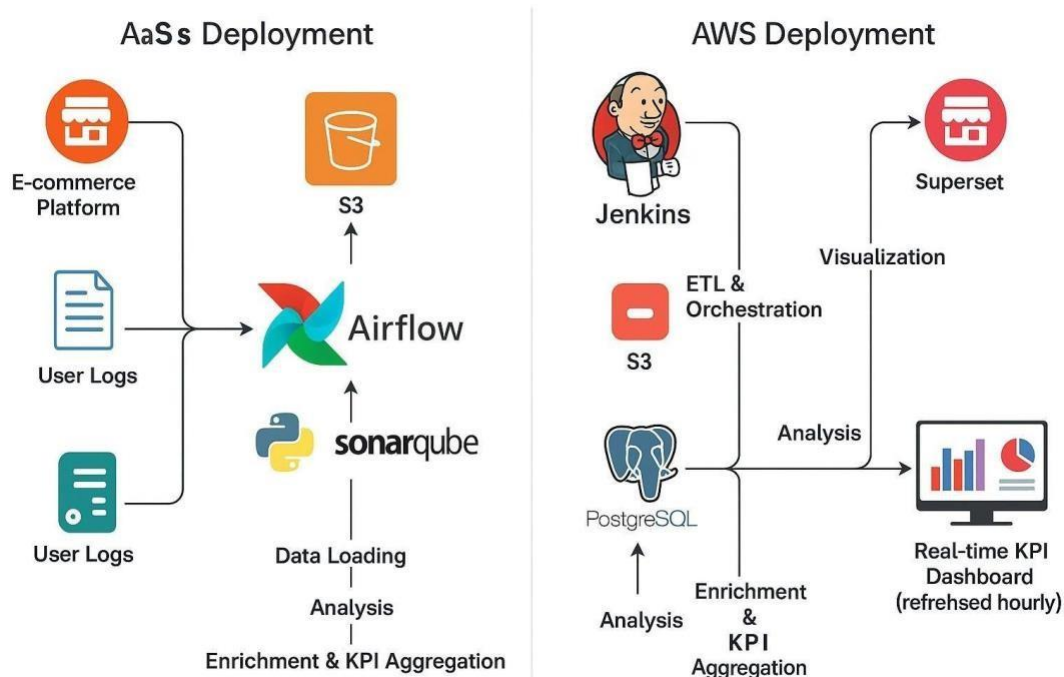 AaSs Deployment
E-commerce
Platform
S3
User Logs
Airflow
sonarqube
User Logs
Data Loading
Analysis
Enrichment & KPI Aggregation
AWS Deployment
Jenkins
Superset
Visualization
ETL &
Orchestration
S3
Analysis
PostgreSQL
Real-time KPI
Dashboard
(refrehsed hourly)
Analysis
Enrichment
&
KPI
Aggregation